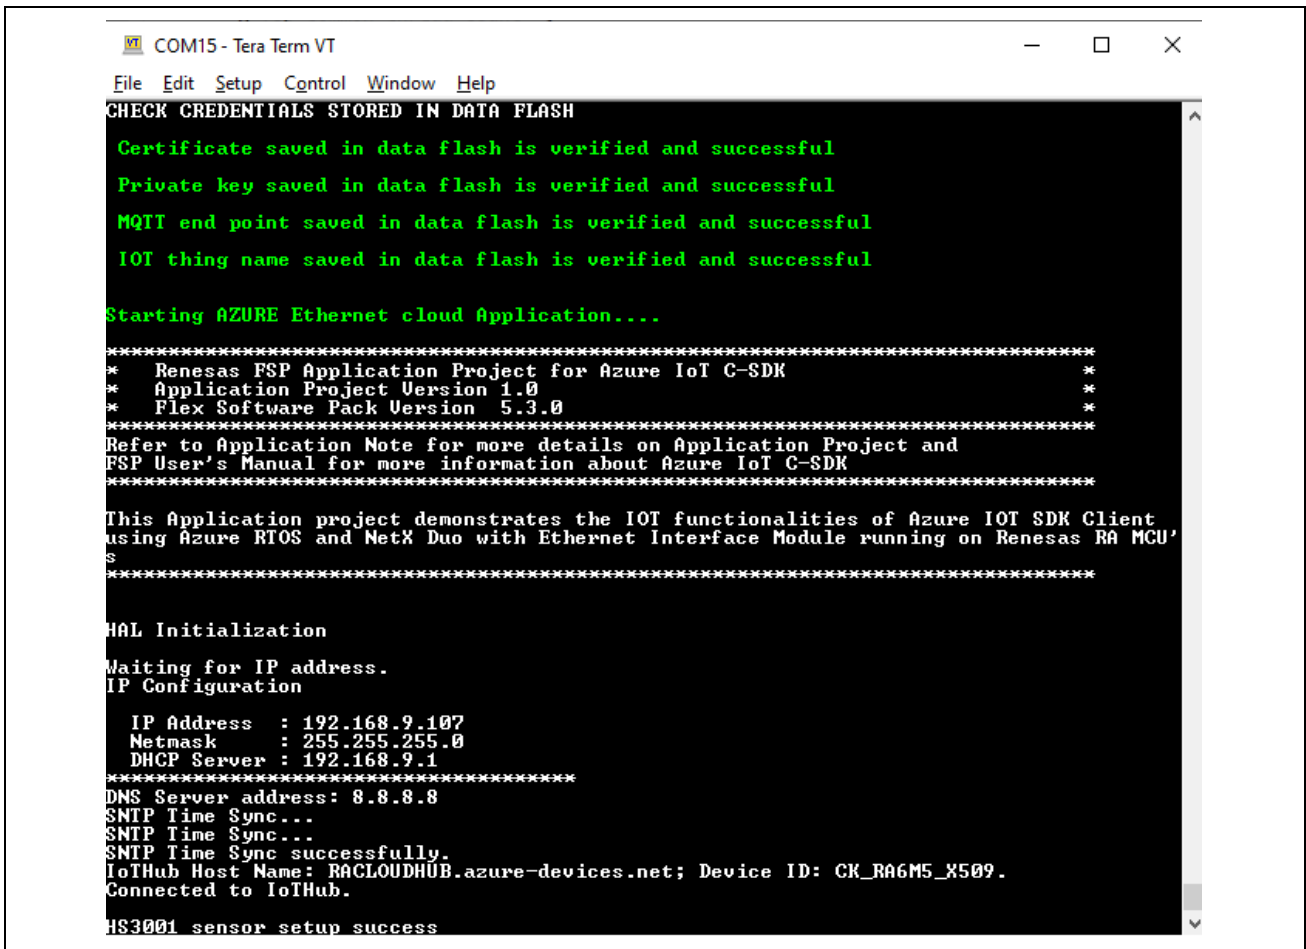 COM15 - Tera Term VT
File Edit Setup Control Window Help
CHECK CREDENTIALS STORED IN DATA FLASH
Certificate saved in data flash is verified and successful
Private key saved in data flash is verified and successful
MQTT end point saved in data flash is verified and successful
IOT thing name saved in data flash is verified and successful
Starting AZURE Ethernet cloud Application....
********************************************************************************
* Renesas FSP Application Project for Azure IoT C-SDK *
* Application Project Version 1.0 *
* Flex Software Pack Version 5.3.0 *
********************************************************************************
Refer to Application Note for more details on Application Project and
FSP User's Manual for more information about Azure IoT C-SDK
********************************************************************************
This Application project demonstrates the IOT functionalities of Azure IOT SDK Client
using Azure RTOS and NetX Duo with Ethernet Interface Module running on Renesas RA MCU'
s
********************************************************************************
HAL Initialization
Waiting for IP address.
IP Configuration
IP Address : 192.168.9.107
Netmask : 255.255.255.0
DHCP Server : 192.168.9.1
**************************************
DNS Server address: 8.8.8.8
SNTP Time Sync...
SNTP Time Sync...
SNTP Time Sync successfully.
IoTHub Host Name: RACLOUDHUB.azure-devices.net; Device ID: CK_RA6M5_X509.
Connected to IoTHub.
HS3001 sensor setup success